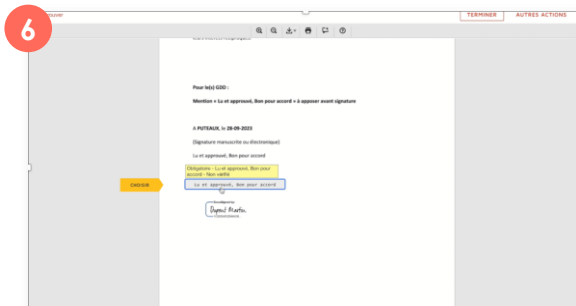 6
TERMINER
AUTRES ACTIONS
Pour le(s) GDD :
Mention « Lu et approuvé, Bon pour accord » à apposer avant signature
A PUTEAUX, le 28-09-2023
(Signature manuscrite ou électronique)
Lu et approuvé, Bon pour accord
Obligatoire - Lu et approuvé, Bon pour
accord - Non vérifié
CHOISIR
Lu et approuvé, Bon pour accord
Dupont Martin